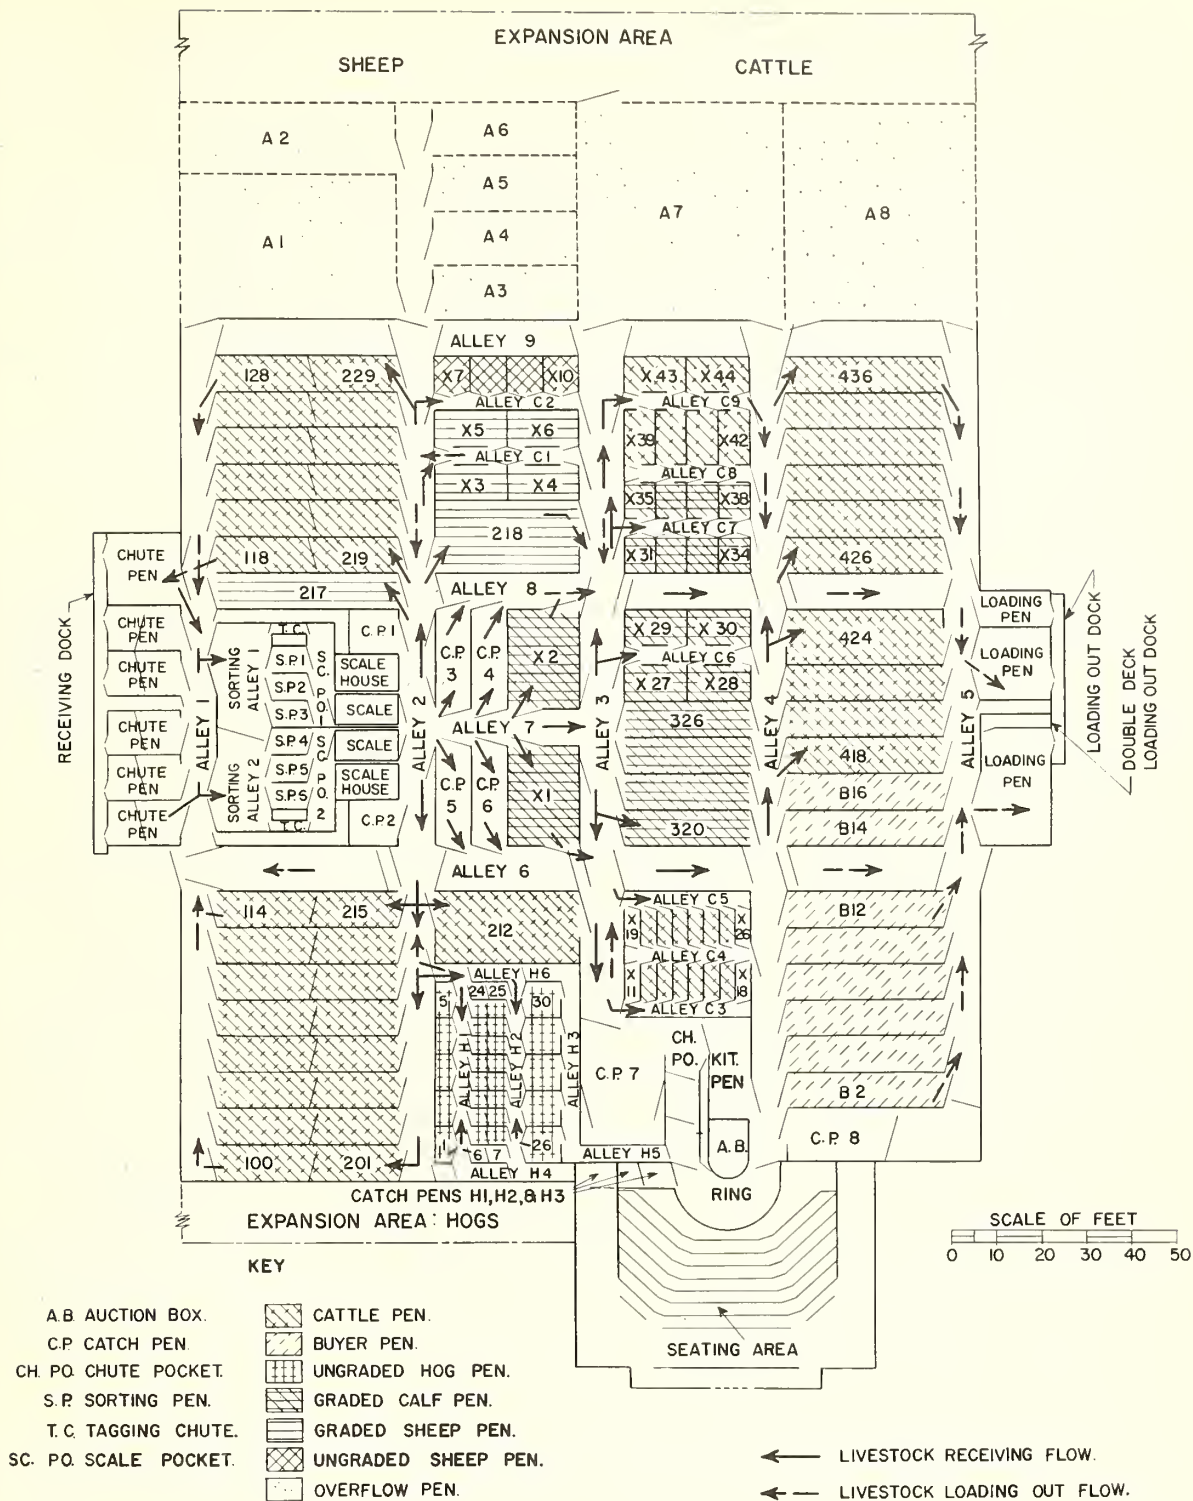 EXPANSION AREA
SHEEP
CATTLE
A 2
A 6
A 5
A 7
A 8
A 1
A 4
A 3
ALLEY 9
128
229
X7
X10
X43
X44
436
ALLEY C2
ALLEY C9
X5
X6
X39
X42
ALLEY C1
ALLEY C8
X3
X4
X35
X38
218
ALLEY C7
CHUTE PEN
118
219
X31
X34
426
217
ALLEY 8
RECEIVING DOCK
CHUTE PEN
CHUTE PEN
CHUTE PEN
CHUTE PEN
CHUTE PEN
ALLEY 1
SORTING ALLEY 1
SORTING ALLEY 2
T.C.
S.P.1
S.P.2
S.P.3
S.P.4
S.P.5
S.P.6
T.C.
SC. PO. 1
SC. PO. 2
C.P.1
SCALE HOUSE
SCALE
SCALE
SCALE HOUSE
C.P.2
ALLEY 2
C.P. 3
C.P. 4
X2
ALLEY 7
C.P. 5
C.P. 6
X1
ALLEY 3
X 29
X 30
ALLEY C6
X 27
X 28
326
320
ALLEY 4
424
418
B16
B14
ALLEY 5
LOADING PEN
LOADING PEN
LOADING PEN
LOADING OUT DOCK
DOUBLE DECK
LOADING OUT DOCK
ALLEY 6
114
215
212
ALLEY C5
X 19
X 26
ALLEY C4
X 11
X 18
ALLEY C3
B12
ALLEY H6
5
24
25
30
ALLEY H1
ALLEY H2
ALLEY H3
1
6
7
26
C.P. 7
CH. PO.
KIT. PEN
A.B.
B 2
C.P. 8
100
201
ALLEY H4
ALLEY H5
CATCH PENS H1,H2,&H3
RING
EXPANSION AREA: HOGS
SCALE OF FEET
0 10 20 30 40 50
SEATING AREA
KEY
A.B. AUCTION BOX.
C.P. CATCH PEN.
CH. PO. CHUTE POCKET.
S.P. SORTING PEN.
T. C. TAGGING CHUTE.
SC. PO. SCALE POCKET.
CATTLE PEN.
BUYER PEN.
UNGRADED HOG PEN.
GRADED CALF PEN.
GRADED SHEEP PEN.
UNGRADED SHEEP PEN.
OVERFLOW PEN.
LIVESTOCK RECEIVING FLOW.
LIVESTOCK LOADING OUT FLOW.